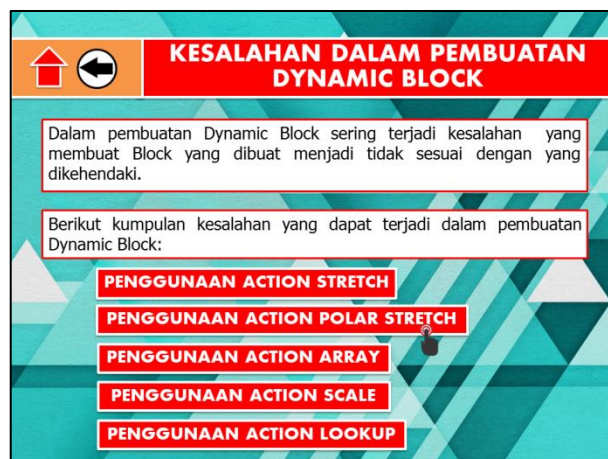 KESALAHAN DALAM PEMBUATAN
DYNAMIC BLOCK
Dalam pembuatan Dynamic Block sering terjadi kesalahan yang
membuat Block yang dibuat menjadi tidak sesuai dengan yang
dikehendaki.
Berikut kumpulan kesalahan yang dapat terjadi dalam pembuatan
Dynamic Block:
PENGGUNAAN ACTION STRETCH
PENGGUNAAN ACTION POLAR STRETCH
PENGGUNAAN ACTION ARRAY
PENGGUNAAN ACTION SCALE
PENGGUNAAN ACTION LOOKUP